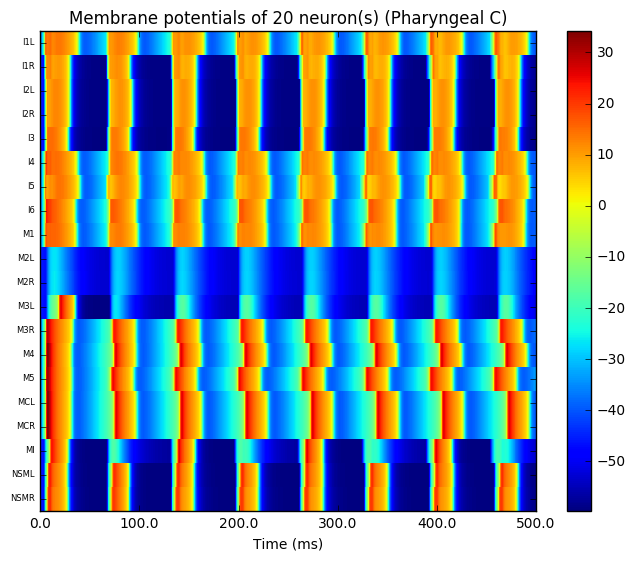 Membrane potentials of 20 neuron(s) (Pharyngeal C)
I1L
I1R
I2L
I2R
I3
I4
I5
I6
M1
M2L
M2R
M3L
M3R
M4
M5
MCL
MCR
MI
NSML
NSMR
0.0 100.0 200.0 300.0 400.0 500.0
Time (ms)
30
20
10
0
−10
−20
−30
−40
−50